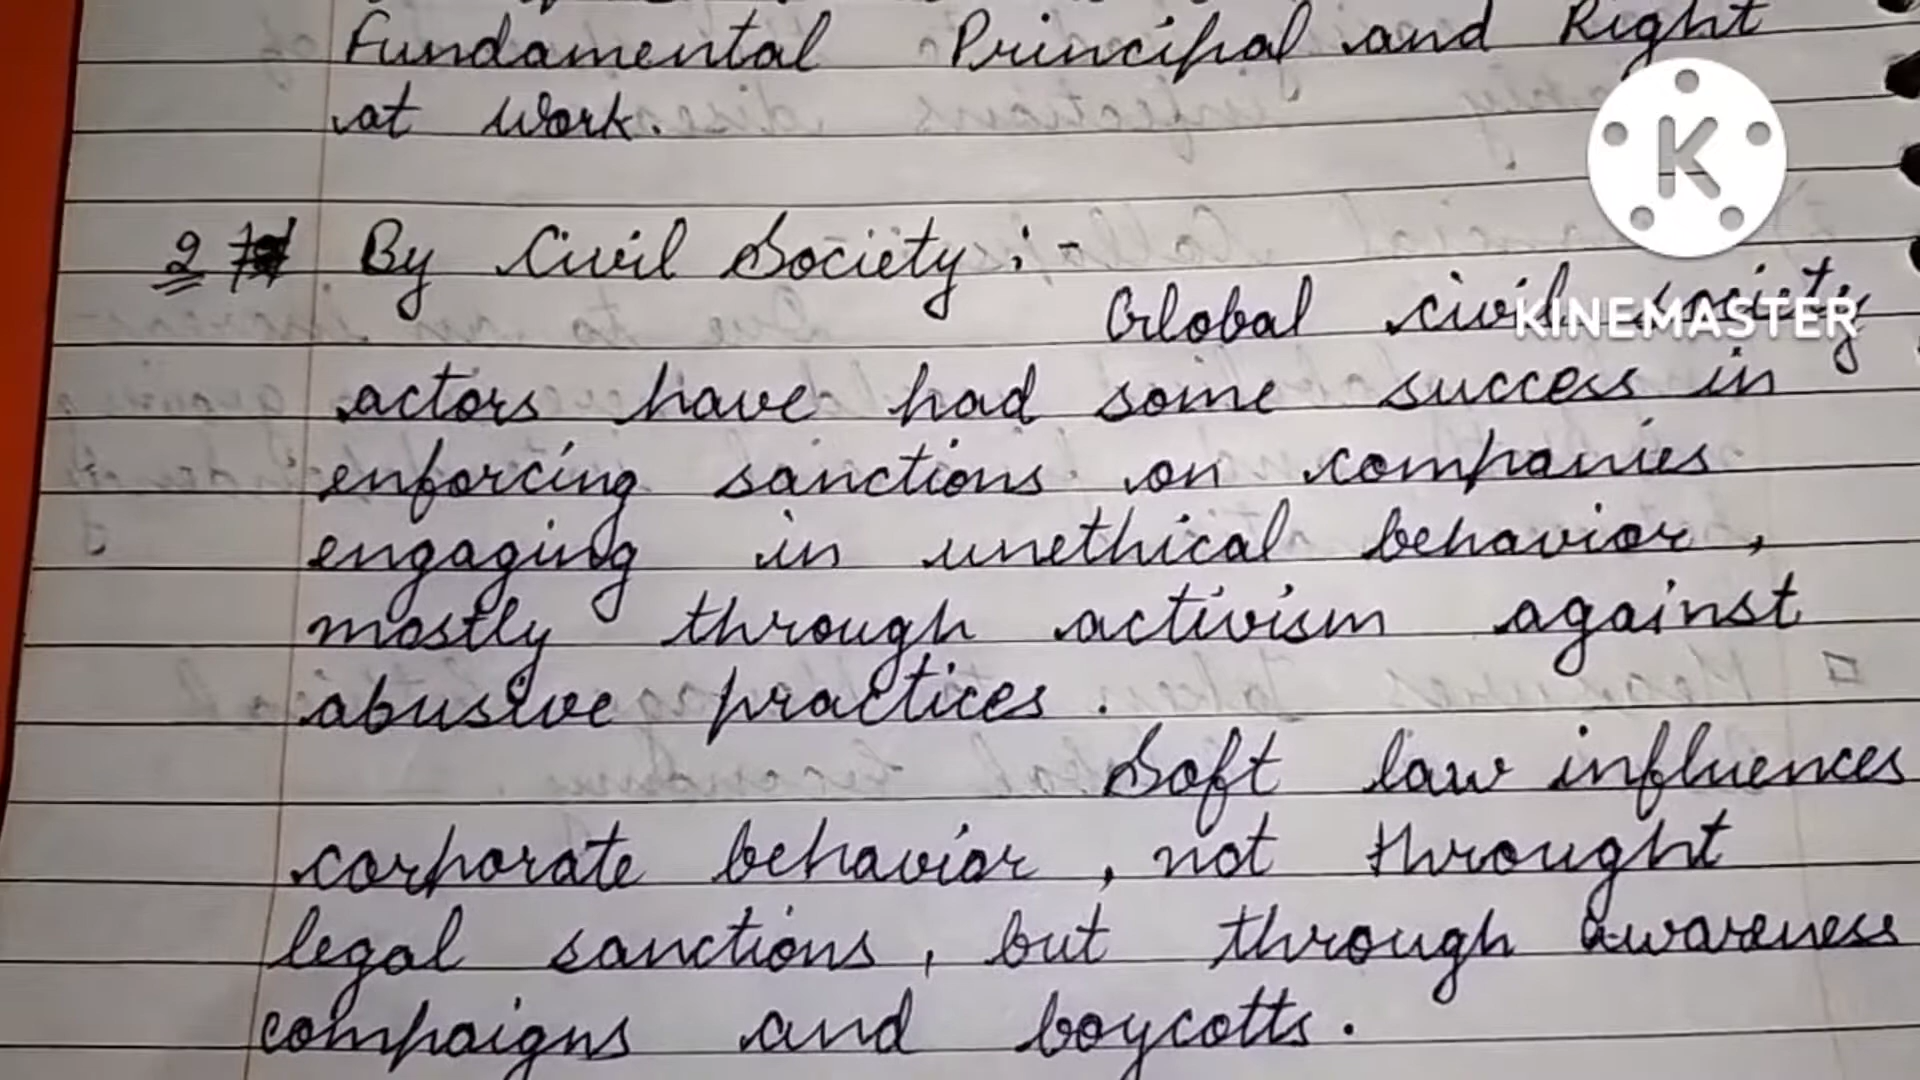 Fundamental Principal and Right
at work.
2 By Civil Society :-
Global civil society
actors have had some success in
enforcing sanctions on companies
engaging in unethical behavior,
mostly through activism against
abusive practices.
Soft law influences
corporate behavior, not throught
legal sanctions, but through awareness
compaigns and boycotts.
K
KINEMASTER